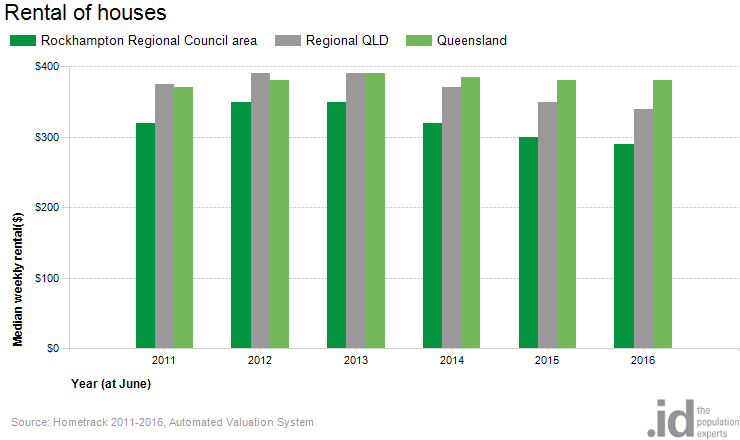 Rental of houses
Rockhampton Regional Council area
Regional QLD
Queensland
$400
$300
$200
$100
$0
Median weekly rental($)
2011
2012
2013
2014
2015
2016
Year (at June)
Source: Hometrack 2011-2016, Automated Valuation System
.id the population experts